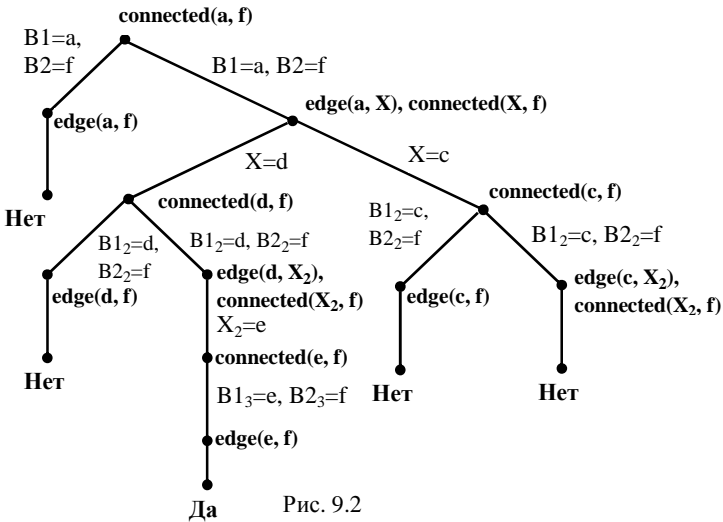 connected(a, f)
B1=a,
B2=f
B1=a, B2=f
edge(a, f)
edge(a, X), connected(X, f)
X=d
X=c
Нет
connected(d, f)
connected(c, f)
B1₂=d,
B2₂=f
B1₂=d, B2₂=f
B1₂=c,
B2₂=f
B1₂=c, B2₂=f
edge(d, f)
edge(d, X₂),
connected(X₂, f)
edge(c, f)
edge(c, X₂),
connected(X₂, f)
X₂=e
Нет
connected(e, f)
Нет
Нет
B1₃=e, B2₃=f
edge(e, f)
Да
Рис. 9.2